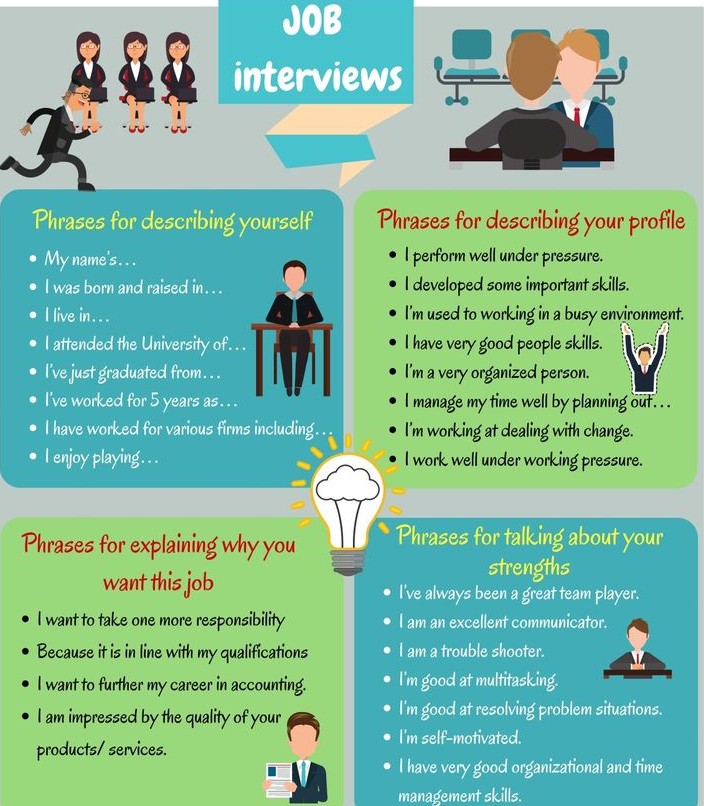 JOB
interviews
Phrases for describing yourself
• My name's...
• I was born and raised in...
• I live in...
• I attended the University of...
• I've just graduated from...
• I've worked for 5 years as...
• I have worked for various firms including...
• I enjoy playing...
Phrases for describing your profile
• I perform well under pressure.
• I developed some important skills.
• I'm used to working in a busy environment.
• I have very good people skills.
• I'm a very organized person.
• I manage my time well by planning out...
• I'm working at dealing with change.
• I work well under working pressure.
Phrases for explaining why you
want this job
• I want to take one more responsibility
• Because it is in line with my qualifications
• I want to further my career in accounting.
• I am impressed by the quality of your
products/ services.
Phrases for talking about your
strengths
• I've always been a great team player.
• I am an excellent communicator.
• I am a trouble shooter.
• I'm good at multitasking.
• I'm good at resolving problem situations.
• I'm self-motivated.
• I have very good organizational and time
management skills.